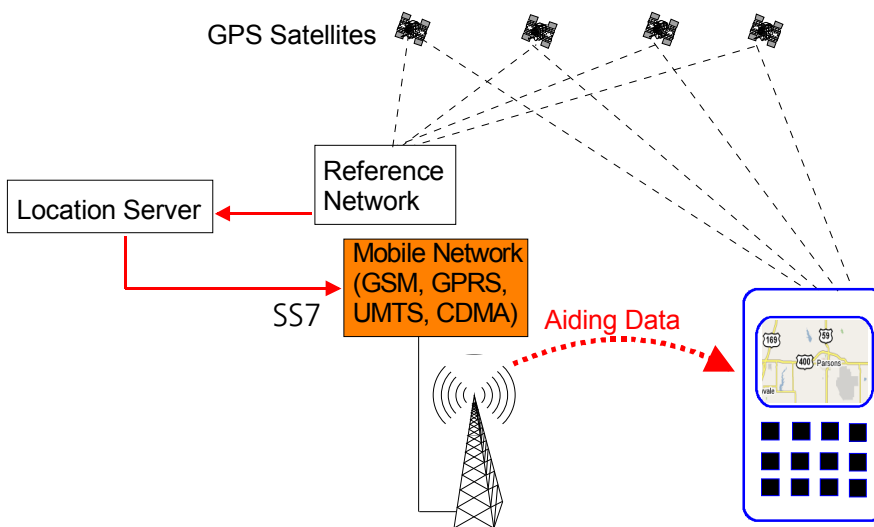 GPS Satellites
Reference
Network
Location Server
Mobile Network
(GSM, GPRS,
UMTS, CDMA)
SS7
Aiding Data
59
169
400
Parsons
vale